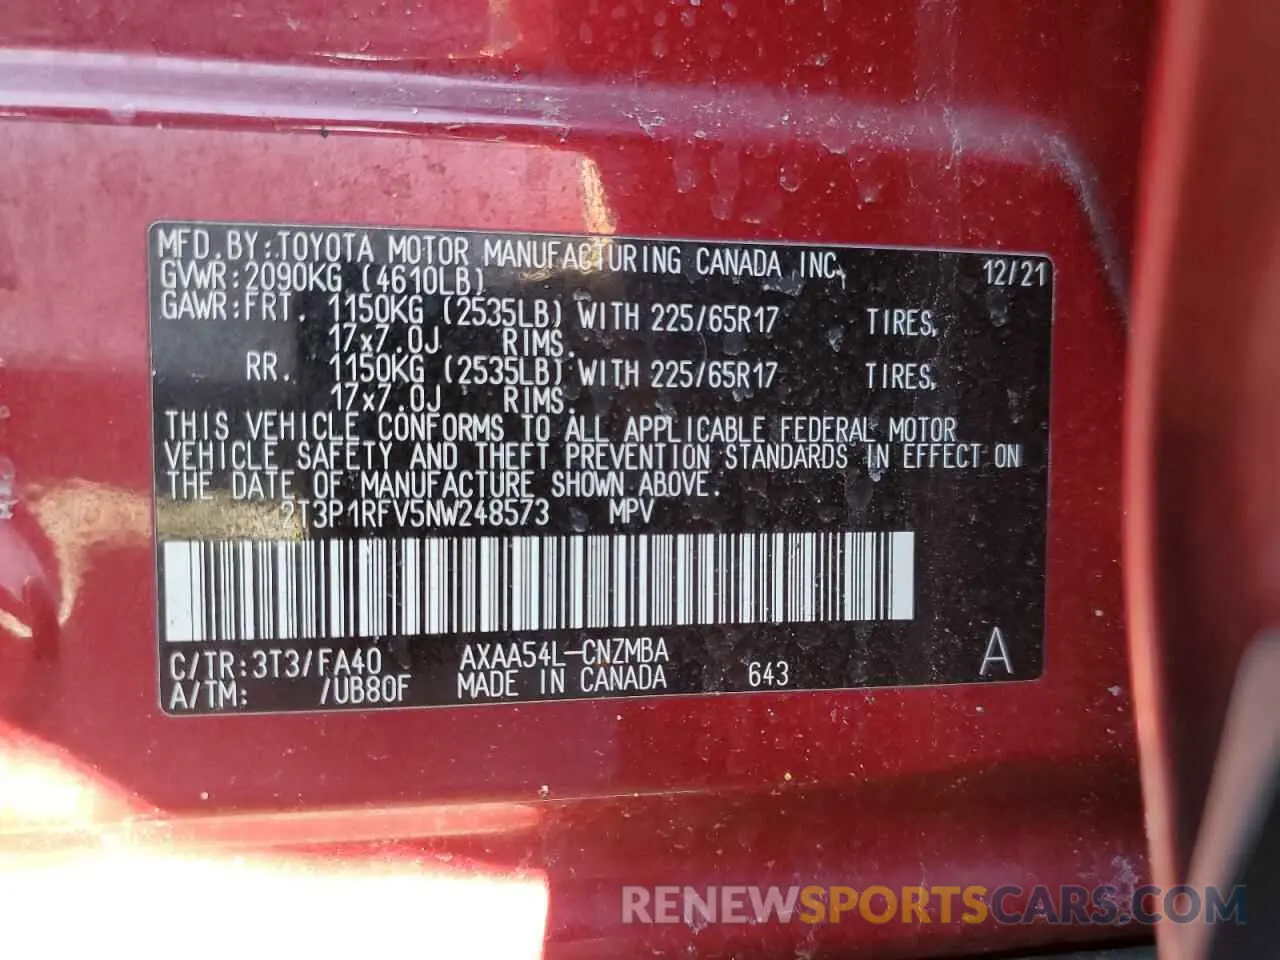 MFD.BY:TOYOTA MOTOR MANUFACTURING CANADA INC. 12/21
GVWR:2090KG (4610LB)
GAWR:FRT. 1150KG (2535LB) WITH 225/65R17 TIRES,
17x7.0J RIMS.
RR. 1150KG (2535LB) WITH 225/65R17 TIRES,
17x7.0J RIMS.
THIS VEHICLE CONFORMS TO ALL APPLICABLE FEDERAL MOTOR
VEHICLE SAFETY AND THEFT PREVENTION STANDARDS IN EFFECT ON
THE DATE OF MANUFACTURE SHOWN ABOVE.
2T3P1RFV5NW248573 MPV
C/TR:3T3/FA40 AXAA54L-CNZMBA
A/TM: /UB80F MADE IN CANADA 643 A
RENEWSPORTSCARS.COM